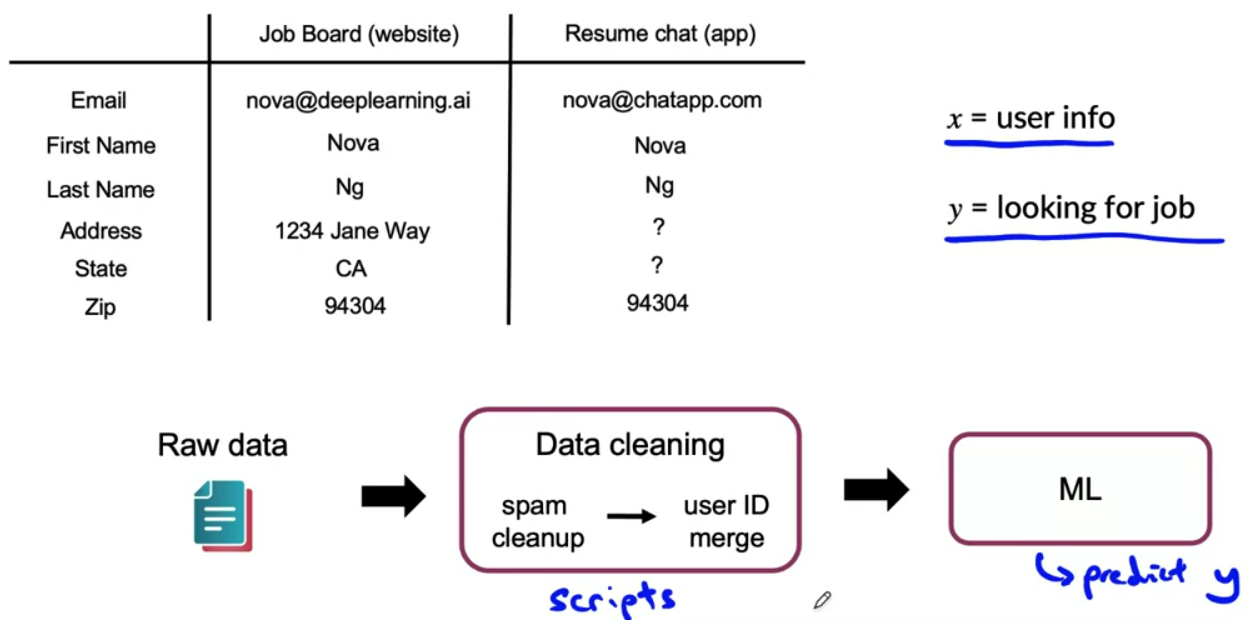 Job Board (website) Resume chat (app)
Email nova@deeplearning.ai nova@chatapp.com
First Name Nova Nova
Last Name Ng Ng
Address 1234 Jane Way ?
State CA ?
Zip 94304 94304
x = user info
y = looking for job
Raw data
Data cleaning
spam cleanup
user ID merge
scripts
ML
predict y